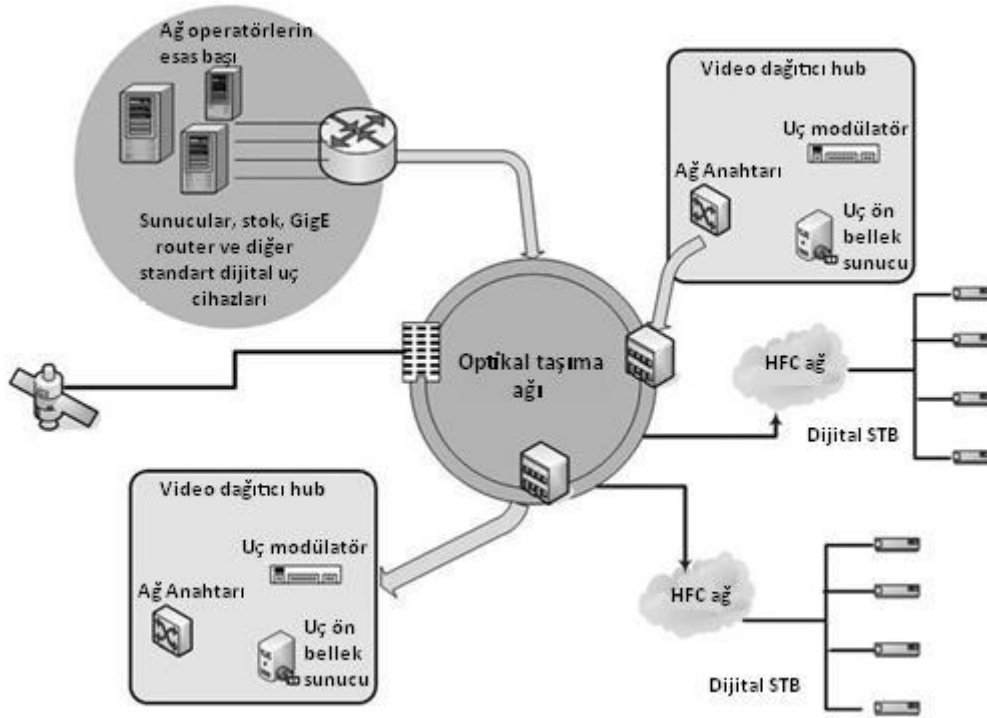 Ağ operatörlerin
esas başı
Sunucular, stok, GigE
router ve diğer
standart dijital uç
cihazları
Video dağıtıcı hub
Uç modülatör
Ağ Anahtarı
Uç ön
bellek
sunucu
Optikal taşıma
ağı
HFC ağ
Dijital STB
Video dağıtıcı hub
Uç modülatör
Ağ Anahtarı
Uç ön
bellek
sunucu
HFC ağ
Dijital STB